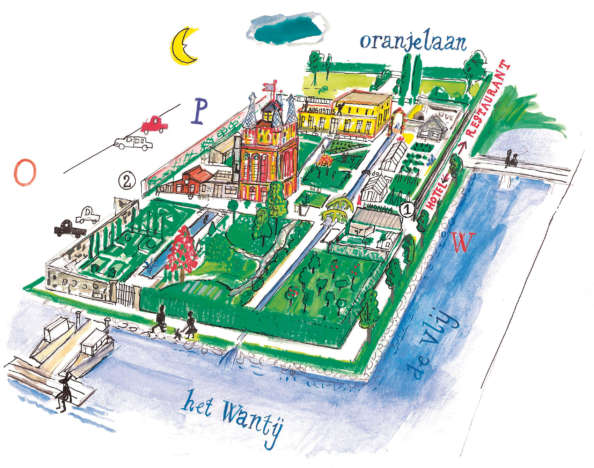 oranjelaan
P
RESTAURANT
HOTEL
O
2
1
W
de Vlij
het Wantij